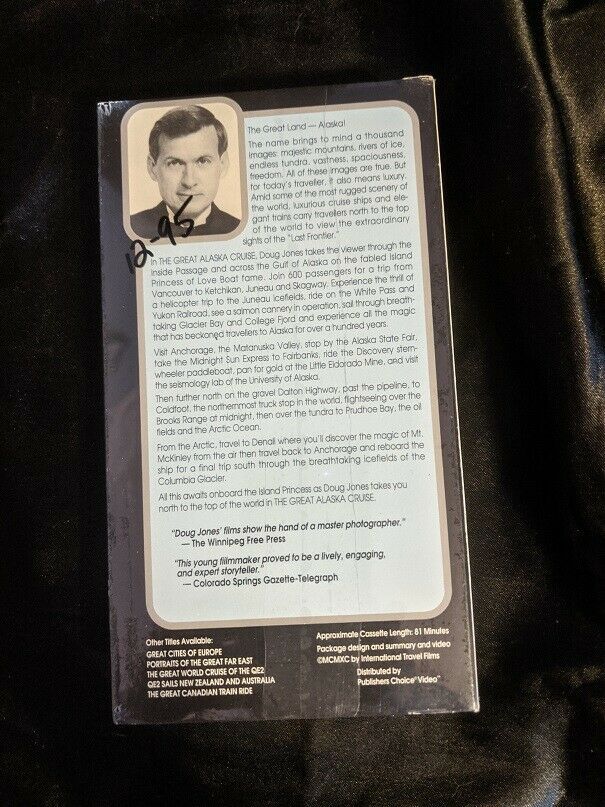 12-95
The Great Land — Alaska!
The name brings to mind a thousand
images: majestic mountains, rivers of ice,
endless tundra, vastness, spaciousness,
freedom. All of these images are true. But
for today's traveller, it also means luxury.
Amid some of the most rugged scenery of
the world, luxurious cruise ships and ele-
gant trains carry travellers north to the top
of the world to view the extraordinary
sights of the "Last Frontier."
In THE GREAT ALASKA CRUISE, Doug Jones takes the viewer through the
Inside Passage and across the Gulf of Alaska on the fabled Island
Princess of Love Boat fame. Join 600 passengers for a trip from
Vancouver to Ketchikan, Juneau and Skagway. Experience the thrill of
a helicopter trip to the Juneau Icefields, ride on the White Pass and
Yukon Railroad, see a salmon cannery in operation, sail through breath-
taking Glacier Bay and College Fjord and experience all the magic
that has beckoned travellers to Alaska for over a hundred years.
Visit Anchorage, the Matanuska Valley, stop by the Alaska State Fair,
take the Midnight Sun Express to Fairbanks, ride the Discovery stern-
wheeler paddleboat, pan for gold at the Little Eldorado Mine, and visit
the seismology lab of the University of Alaska.
Then further north on the gravel Dalton Highway, past the pipeline, to
Coldfoot, the northernmost truck stop in the world, flightseeing over the
Brooks Range at midnight, then over the tundra to Prudhoe Bay, the oil
fields and the Arctic Ocean.
From the Arctic, travel to Denali where you'll discover the magic of Mt.
McKinley from the air then travel back to Anchorage and reboard the
ship for a final trip south through the breathtaking icefields of the
Columbia Glacier.
All this awaits onboard the Island Princess as Doug Jones takes you
north to the top of the world in THE GREAT ALASKA CRUISE.
"Doug Jones' films show the hand of a master photographer."
— The Winnipeg Free Press
"This young filmmaker proved to be a lively, engaging,
and expert storyteller."
— Colorado Springs Gazette-Telegraph
Other Titles Available:
GREAT CITIES OF EUROPE
PORTRAITS OF THE GREAT FAR EAST
THE GREAT WORLD CRUISE OF THE QE2
QE2 SAILS NEW ZEALAND AND AUSTRALIA
THE GREAT CANADIAN TRAIN RIDE
Approximate Cassette Length: 81 Minutes
Package design and summary and video
©MCMXC by International Travel Films
Distributed by
Publishers Choice Video™